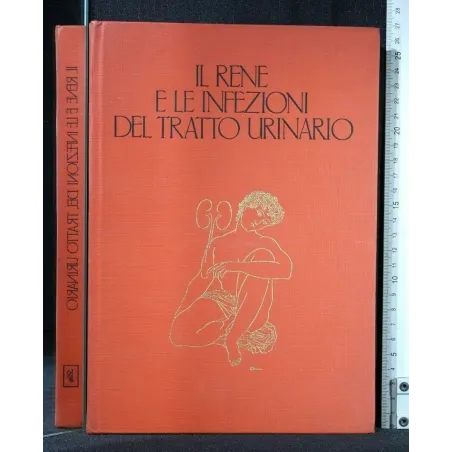 IL RENE
E LE INFEZIONI
DEL TRATTO URINARIO
IL RENE E LE INFEZIONI DEL TRATTO URINARIO